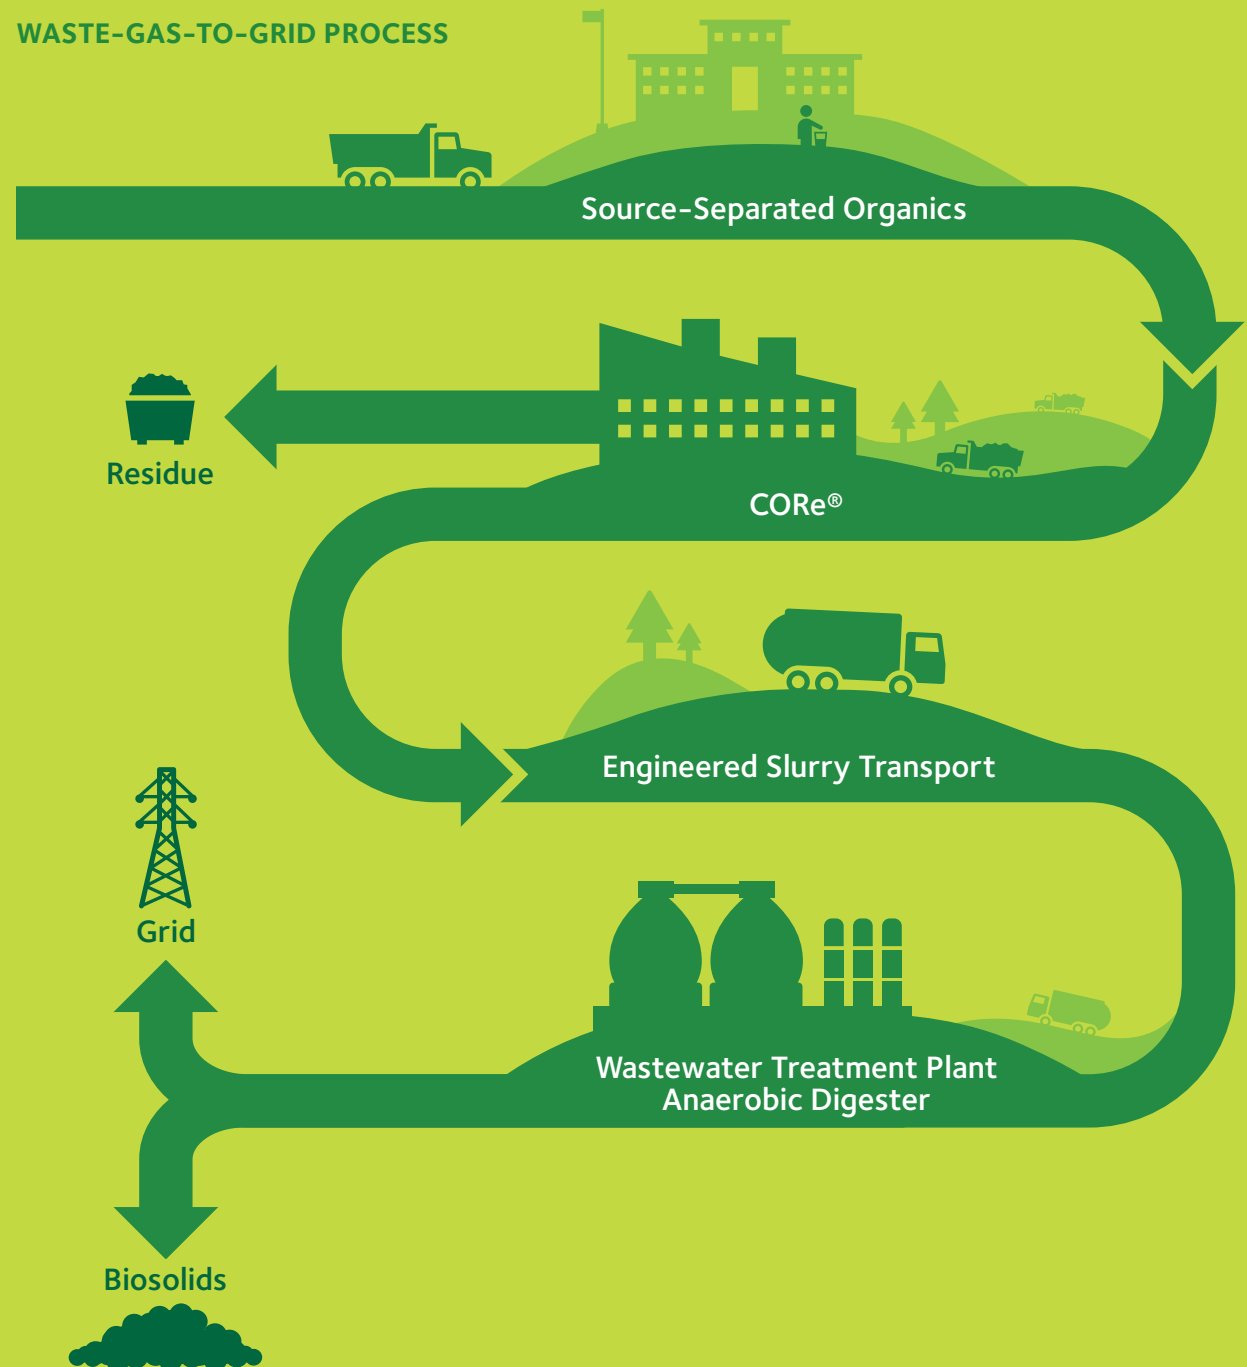 WASTE-GAS-TO-GRID PROCESS
Source-Separated Organics
Residue
CORe®
Engineered Slurry Transport
Grid
Wastewater Treatment Plant
Anaerobic Digester
Biosolids